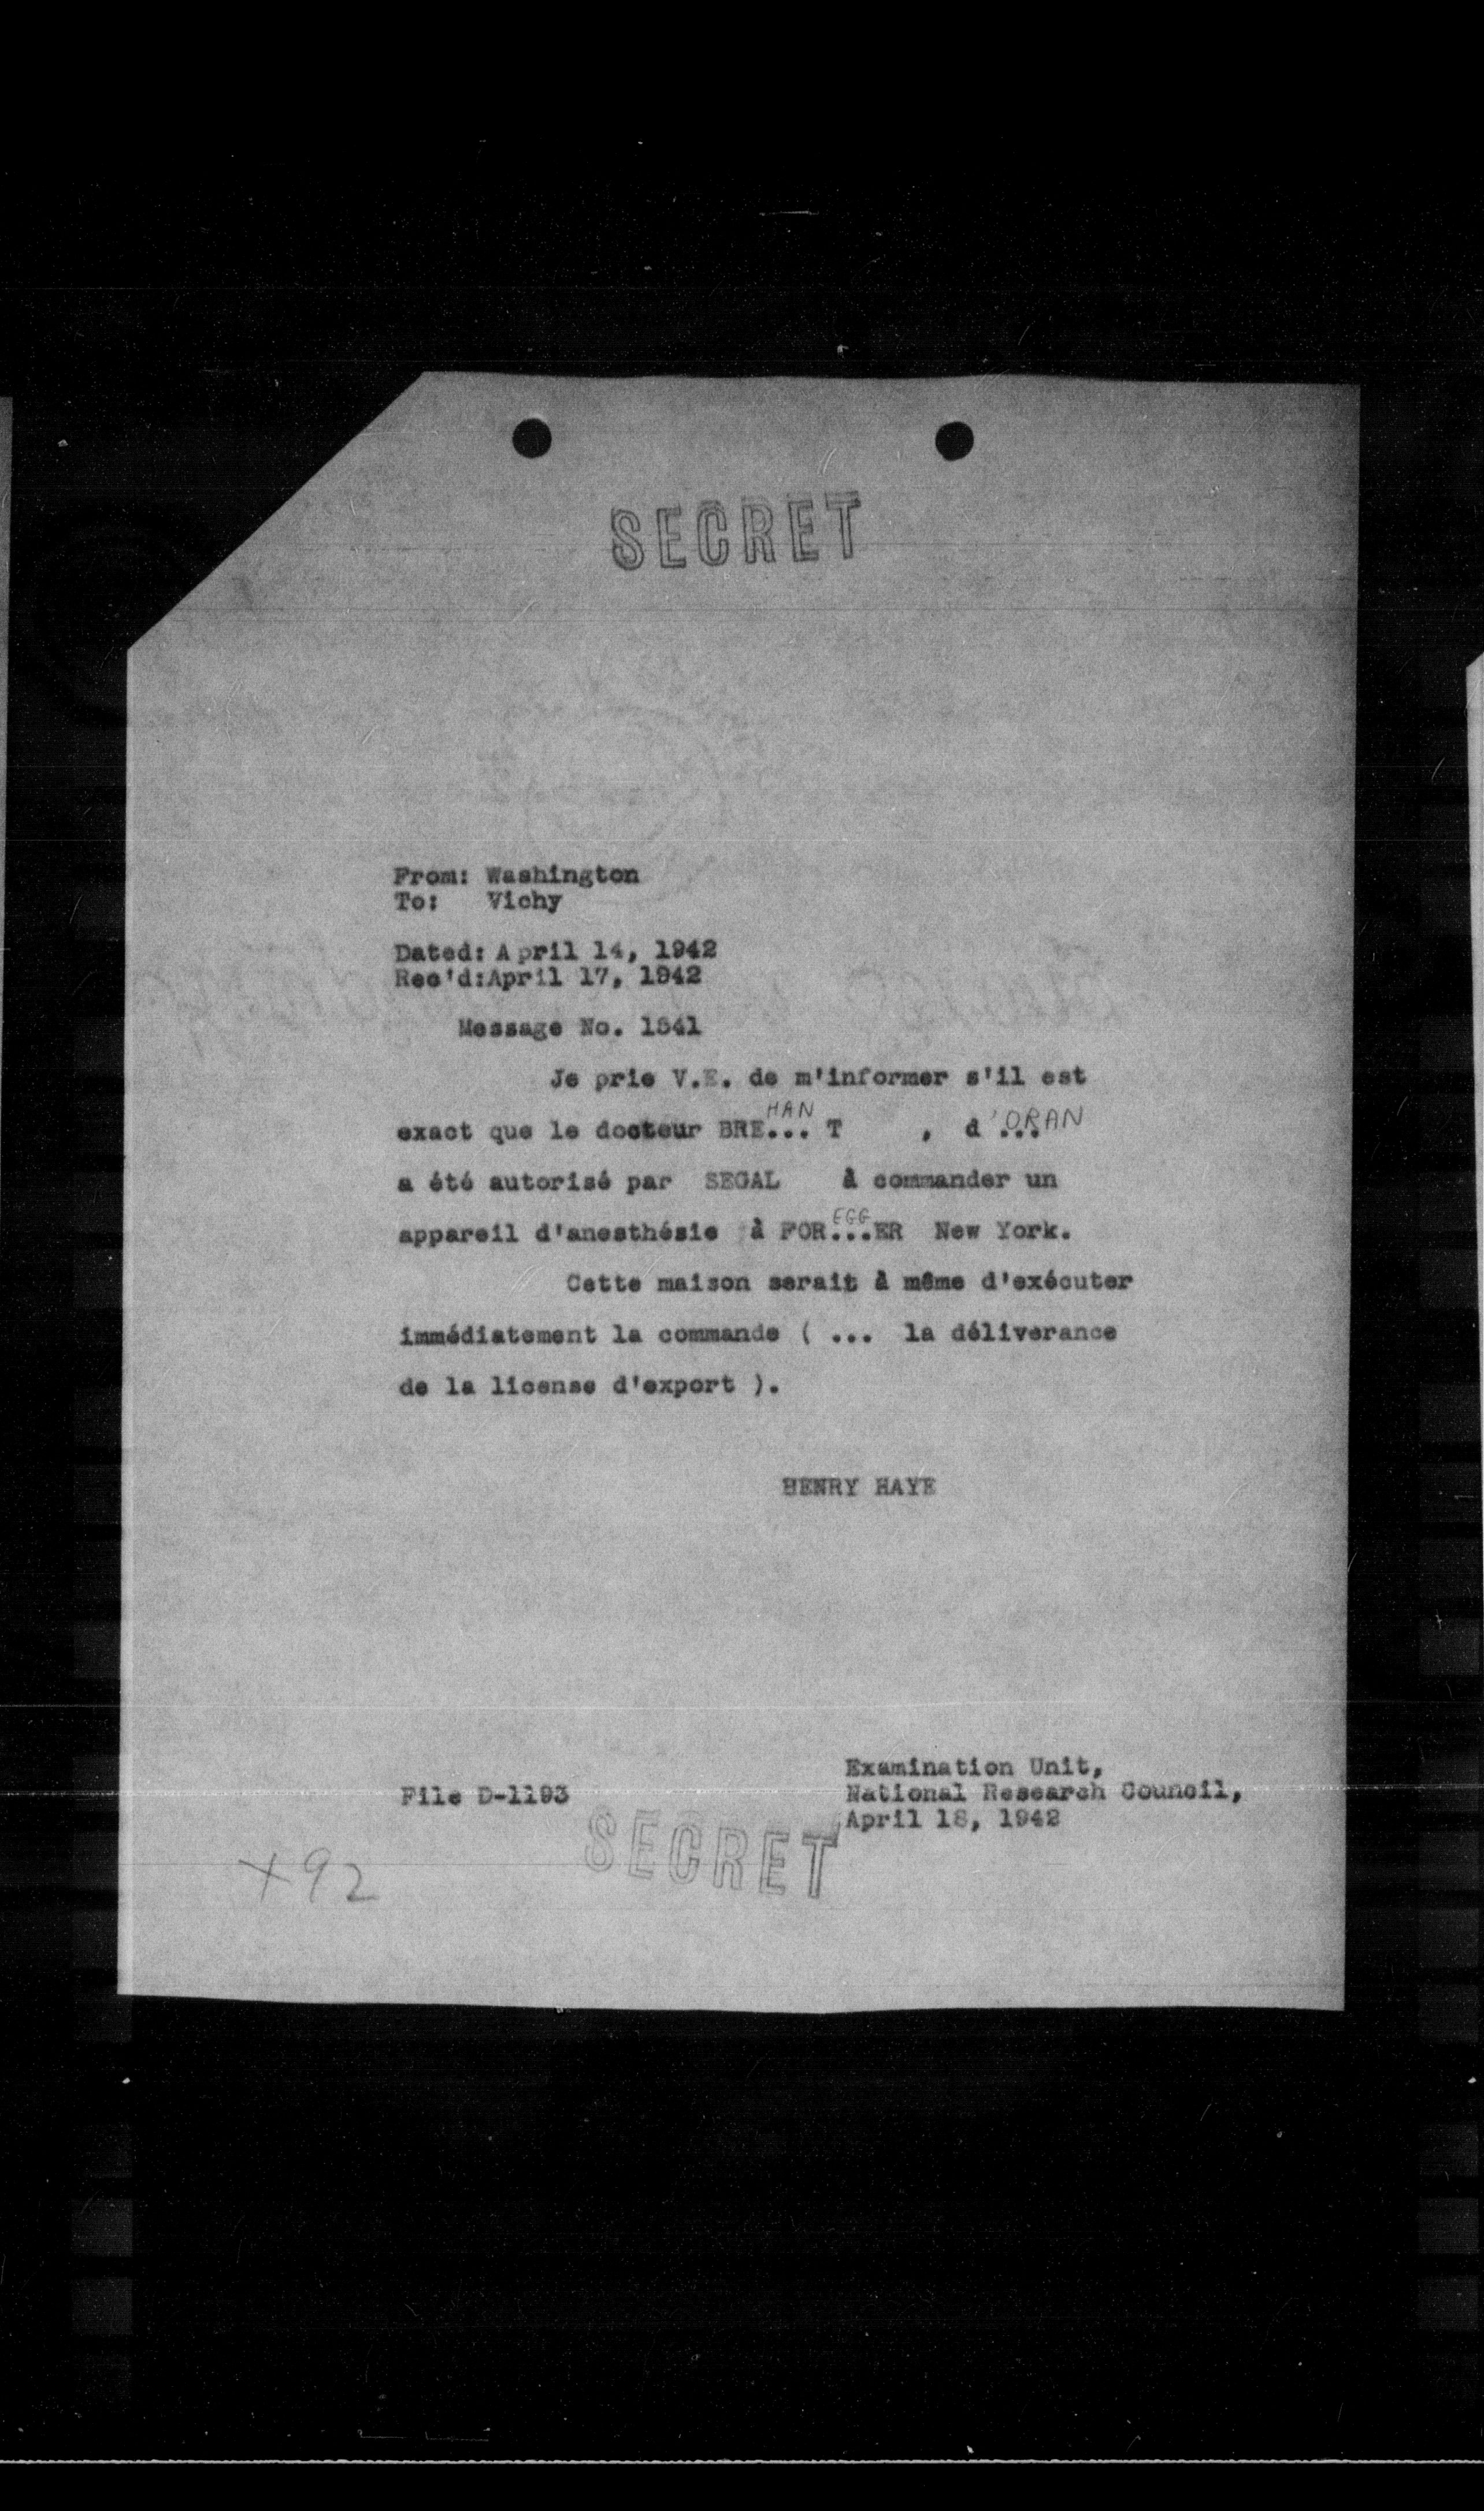 SECRET
From: Washington
To: Vichy
Dated: April 14, 1942
Rec'd:April 17, 1942
Message No. 1541
Je prie V.E. de m'informer s'il est
HAN 'ORAN
exact que le docteur BRE... T , d ...
a été autorisé par SEGAL à commander un
EGG
appareil d'anesthésie à FOR...ER New York.
Cette maison serait à même d'exécuter
immédiatement la commande ( ... la déliverance
de la license d'export ).
HENRY HAYE
Examination Unit,
File D-1193 National Research Council,
April 18, 1942
SECRET
+92